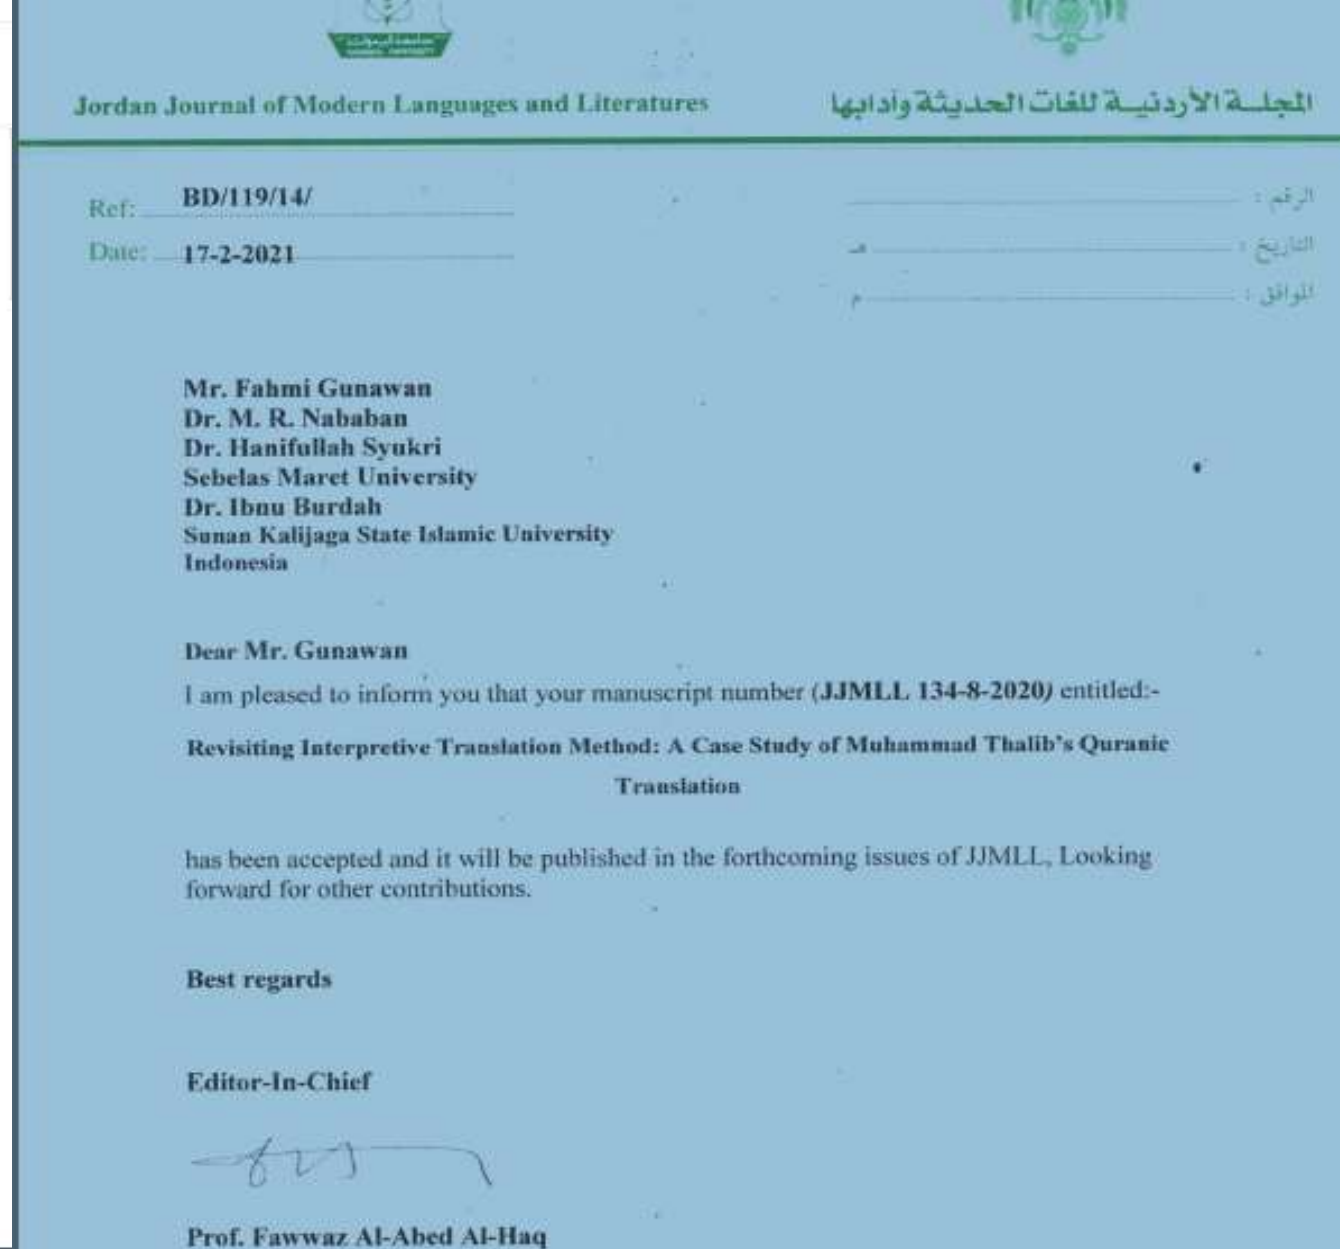 Jordan Journal of Modern Languages and Literatures
المجلــة الأردنيــة للغات الحديثة وآدابها
Ref: BD/119/14/
الرقم :
Date: 17-2-2021
التاريخ : هـ
الموافق : م
Mr. Fahmi Gunawan
Dr. M. R. Nababan
Dr. Hanifullah Syukri
Sebelas Maret University
Dr. Ibnu Burdah
Sunan Kalijaga State Islamic University
Indonesia
Dear Mr. Gunawan
I am pleased to inform you that your manuscript number (JJMLL 134-8-2020) entitled:-
Revisiting Interpretive Translation Method: A Case Study of Muhammad Thalib's Quranic
Translation
has been accepted and it will be published in the forthcoming issues of JJMLL, Looking
forward for other contributions.
Best regards
Editor-In-Chief
Prof. Fawwaz Al-Abed Al-Haq